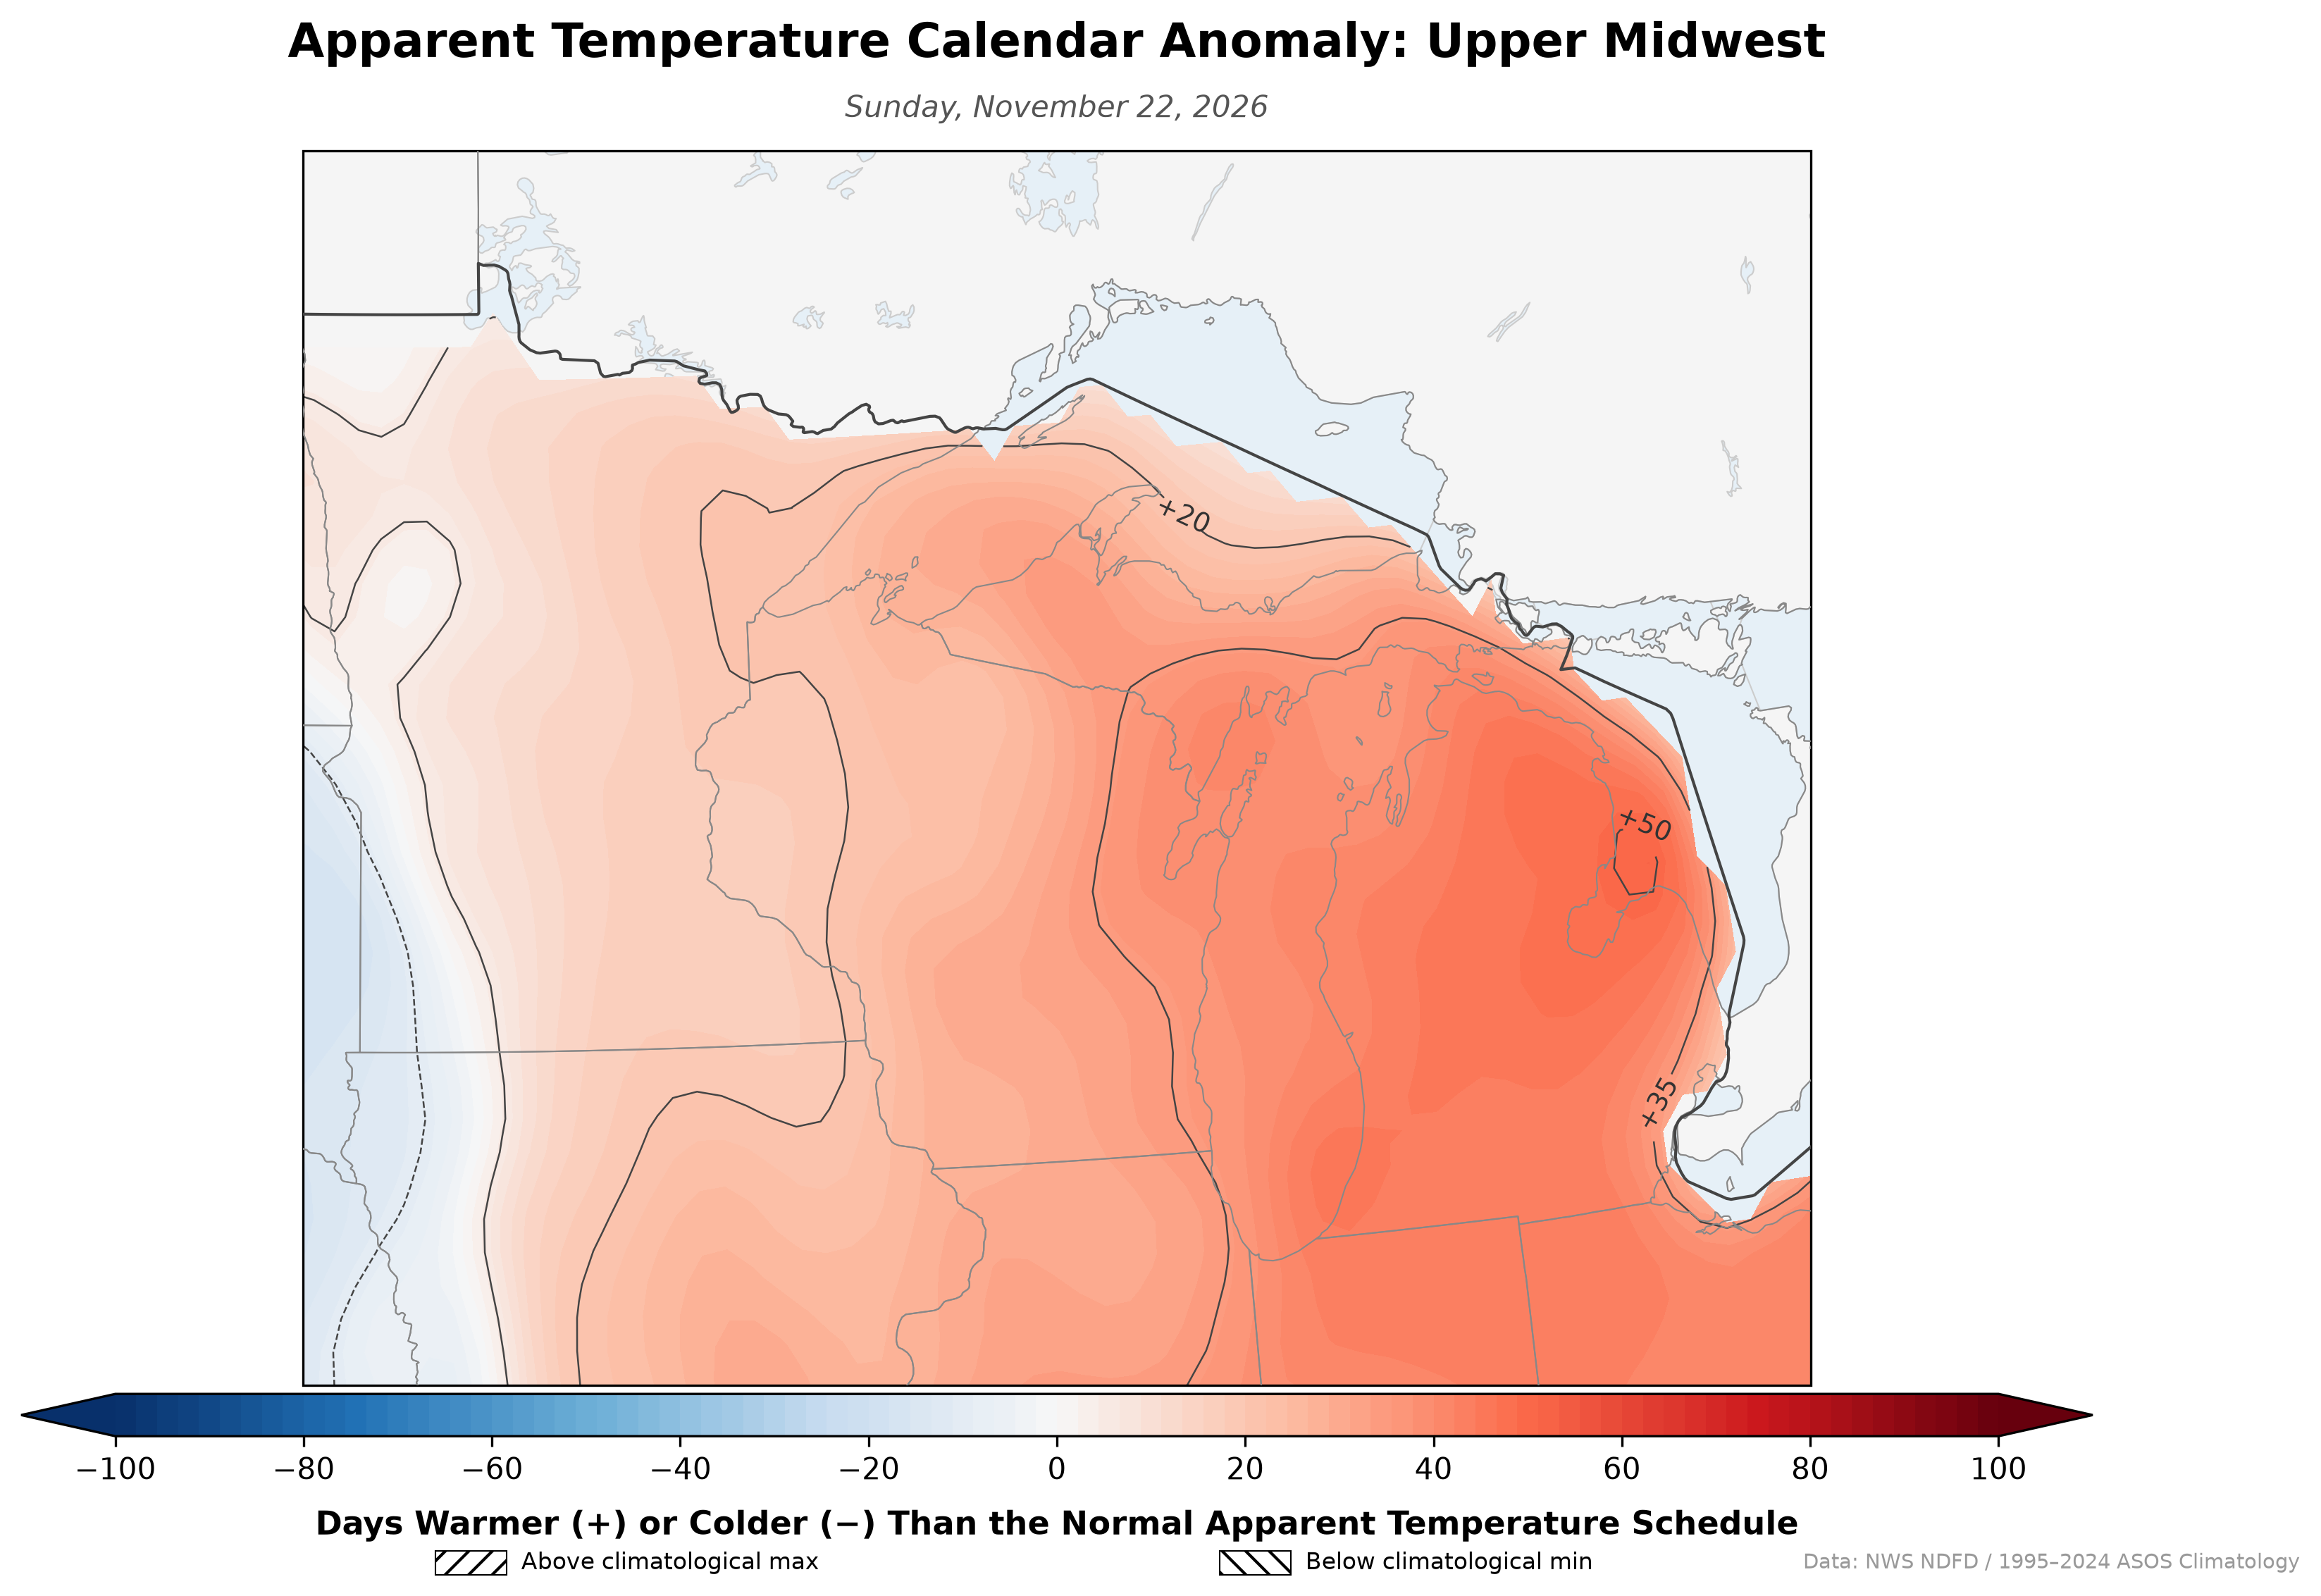 Apparent Temperature Calendar Anomaly: Upper Midwest
Sunday, November 22, 2026
+20
+50
+35
−100 −80 −60 −40 −20 0 20 40 60 80 100
Days Warmer (+) or Colder (−) Than the Normal Apparent Temperature Schedule
Above climatological max Below climatological min
Data: NWS NDFD / 1995–2024 ASOS Climatology